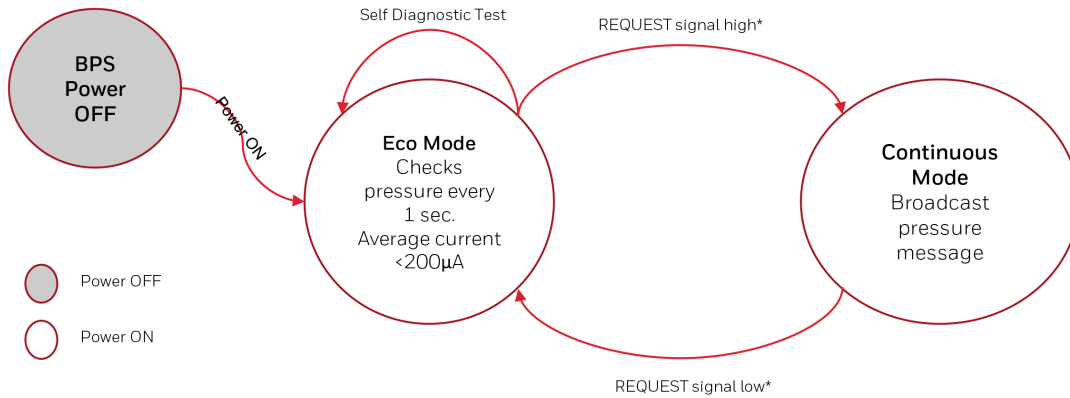 Self Diagnostic Test
REQUEST signal high*
BPS
Power
OFF
Power ON
Eco Mode
Checks
pressure every
1 sec.
Average current
<200µA
Continuous
Mode
Broadcast
pressure
message
Power OFF
Power ON
REQUEST signal low*